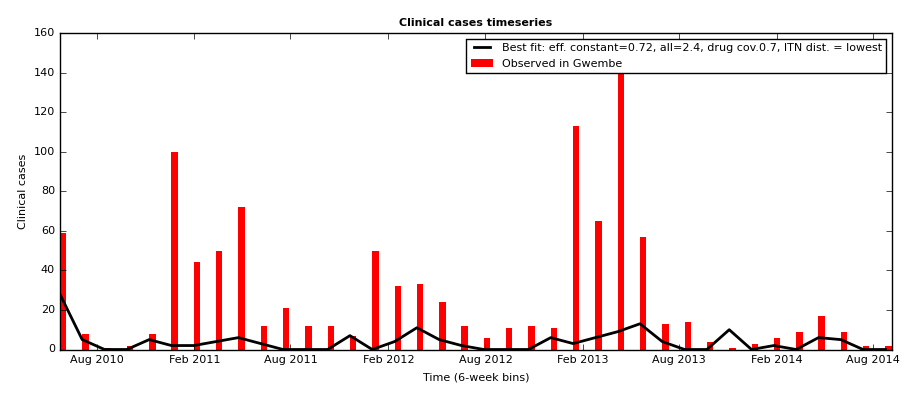 Clinical cases timeseries
Best fit: eff. constant=0.72, all=2.4, drug cov.0.7, ITN dist. = lowest
Observed in Gwembe
Clinical cases
160
140
120
100
80
60
40
20
0
Aug 2010 Feb 2011 Aug 2011 Feb 2012 Aug 2012 Feb 2013 Aug 2013 Feb 2014 Aug 2014
Time (6-week bins)